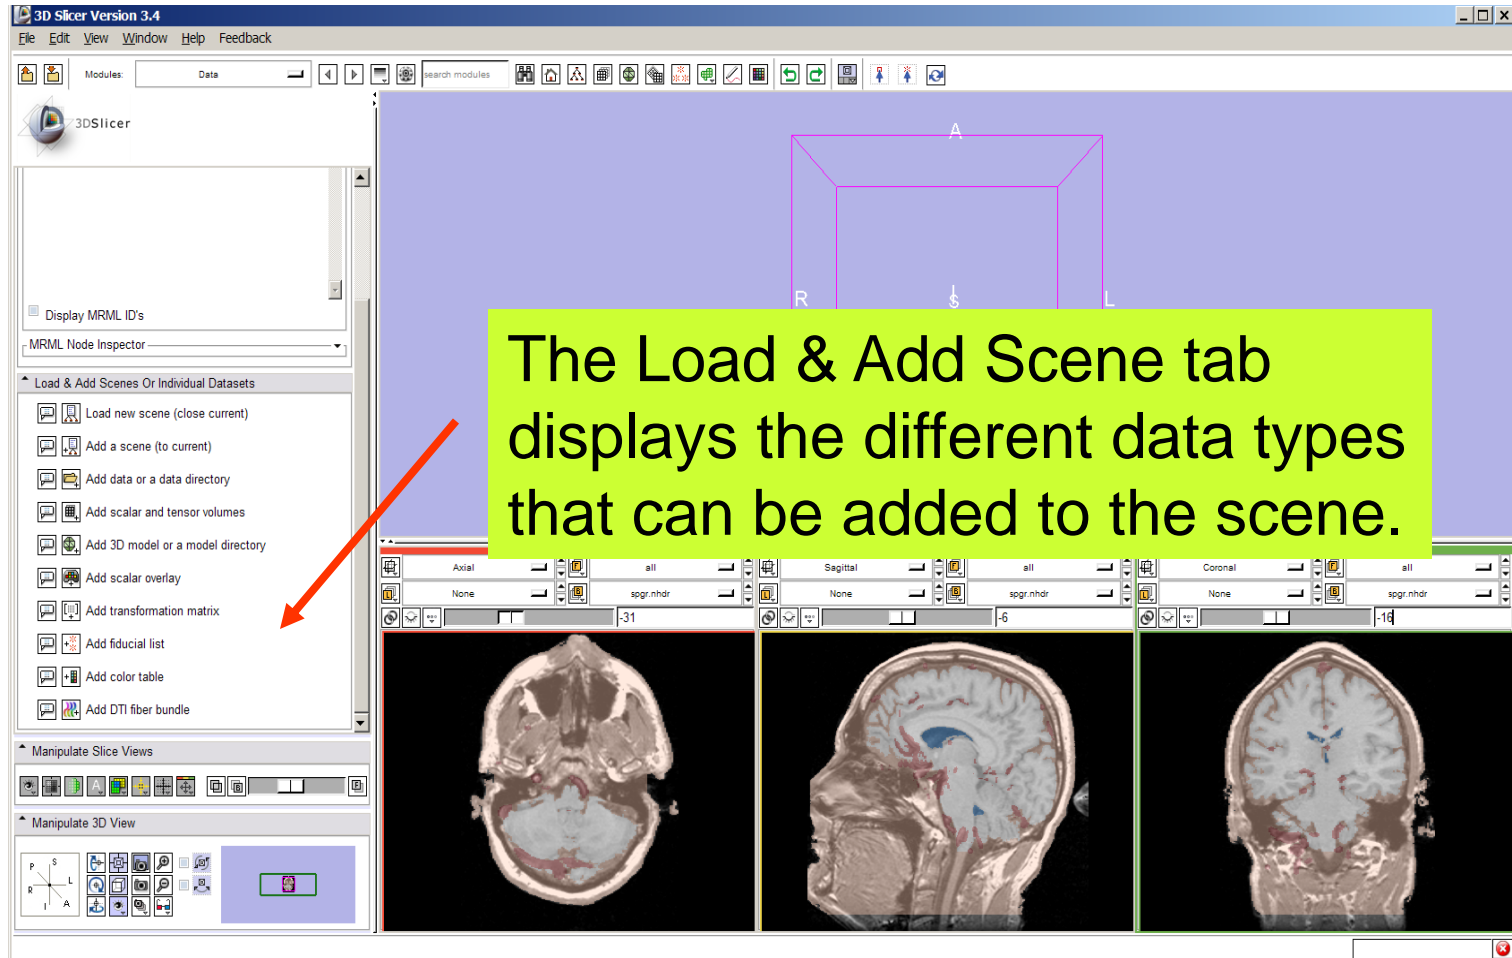 3D Slicer Version 3.4
File Edit View Window Help Feedback
Modules: Data search modules
3DSlicer
A
R S L
Display MRML ID's
MRML Node Inspector
Load & Add Scenes Or Individual Datasets
Load new scene (close current)
Add a scene (to current)
Add data or a data directory
Add scalar and tensor volumes
Add 3D model or a model directory
Add scalar overlay
Add transformation matrix
Add fiducial list
Add color table
Add DTI fiber bundle
The Load & Add Scene tab
displays the different data types
that can be added to the scene.
Axial all Sagittal all Coronal all
None spgr.nhdr None spgr.nhdr None spgr.nhdr
-31 -6 -16
Manipulate Slice Views
Manipulate 3D View
P S
R L
I A